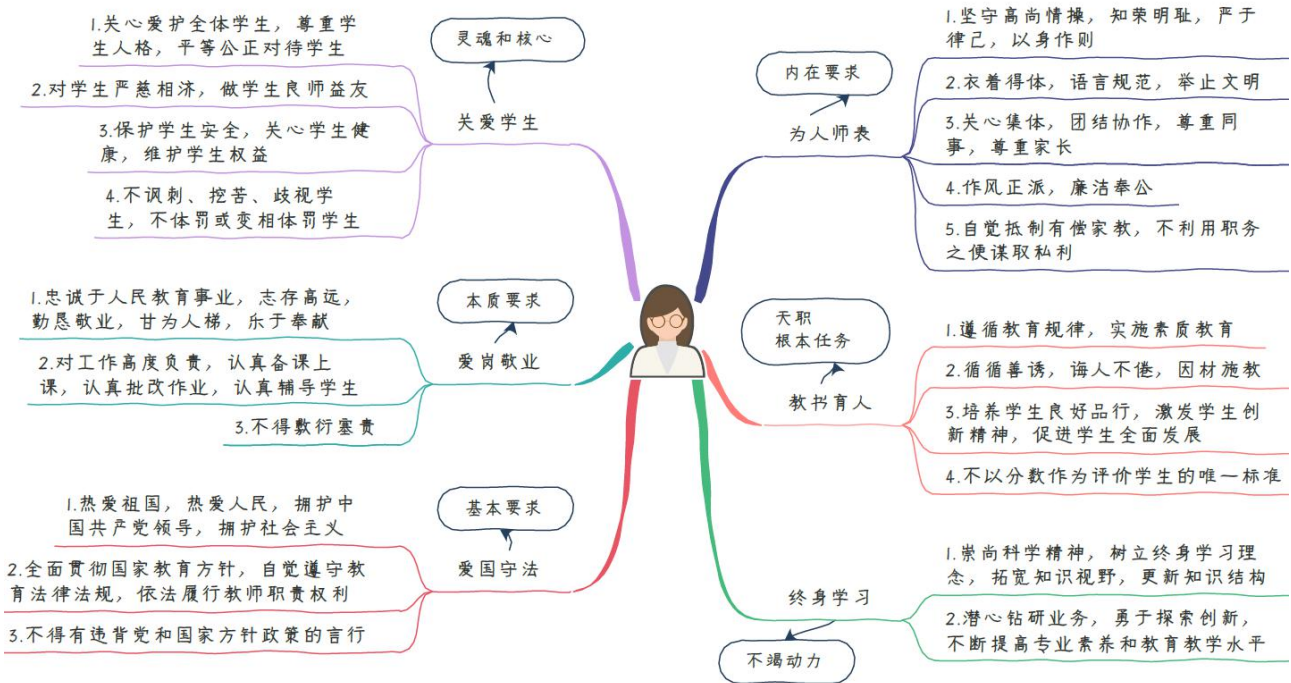 灵魂和核心
关爱学生
1.关心爱护全体学生，尊重学
生人格，平等公正对待学生
2.对学生严慈相济，做学生良师益友
3.保护学生安全，关心学生健
康，维护学生权益
4.不讽刺、挖苦、歧视学
生，不体罚或变相体罚学生
本质要求
爱岗敬业
1.忠诚于人民教育事业，志存高远，
勤恳敬业，甘为人梯，乐于奉献
2.对工作高度负责，认真备课上
课，认真批改作业，认真辅导学生
3.不得敷衍塞责
基本要求
爱国守法
1.热爱祖国，热爱人民，拥护中
国共产党领导，拥护社会主义
2.全面贯彻国家教育方针，自觉遵守教
育法律法规，依法履行教师职责权利
3.不得有违背党和国家方针政策的言行
内在要求
为人师表
1.坚守高尚情操，知荣明耻，严于
律己，以身作则
2.衣着得体，语言规范，举止文明
3.关心集体，团结协作，尊重同
事，尊重家长
4.作风正派，廉洁奉公
5.自觉抵制有偿家教，不利用职务
之便谋取私利
天职
根本任务
教书育人
1.遵循教育规律，实施素质教育
2.循循善诱，诲人不倦，因材施教
3.培养学生良好品行，激发学生创
新精神，促进学生全面发展
4.不以分数作为评价学生的唯一标准
终身学习
不竭动力
1.崇尚科学精神，树立终身学习理
念，拓宽知识视野，更新知识结构
2.潜心钻研业务，勇于探索创新，
不断提高专业素养和教育教学水平